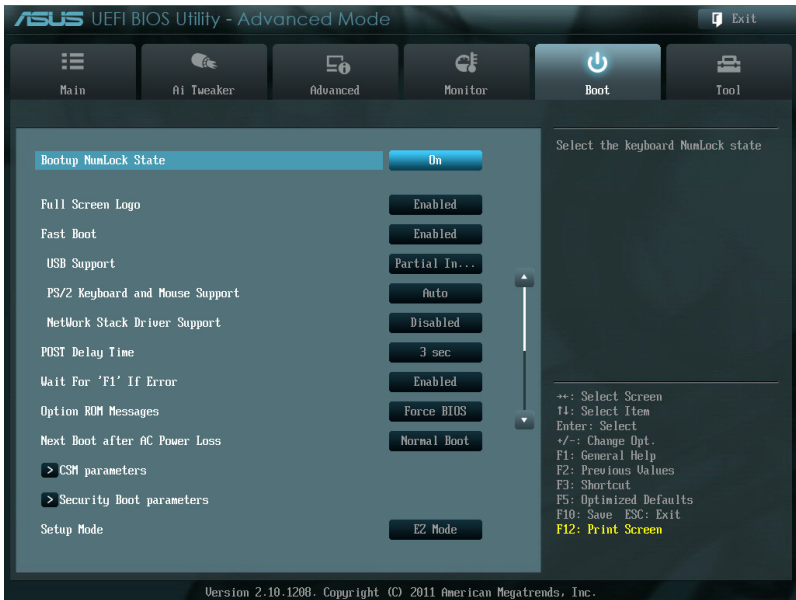 ASUS UEFI BIOS Utility - Advanced Mode
Exit
Main
Ai Tweaker
Advanced
Monitor
Boot
Tool
Bootup NumLock State On
Full Screen Logo Enabled
Fast Boot Enabled
USB Support Partial In...
PS/2 Keyboard and Mouse Support Auto
NetWork Stack Driver Support Disabled
POST Delay Time 3 sec
Wait For 'F1' If Error Enabled
Option ROM Messages Force BIOS
Next Boot after AC Power Loss Normal Boot
> CSM parameters
> Security Boot parameters
Setup Mode EZ Mode
Select the keyboard NumLock state
→←: Select Screen
↑↓: Select Item
Enter: Select
+/-: Change Opt.
F1: General Help
F2: Previous Values
F3: Shortcut
F5: Optimized Defaults
F10: Save ESC: Exit
F12: Print Screen
Version 2.10.1208. Copyright (C) 2011 American Megatrends, Inc.